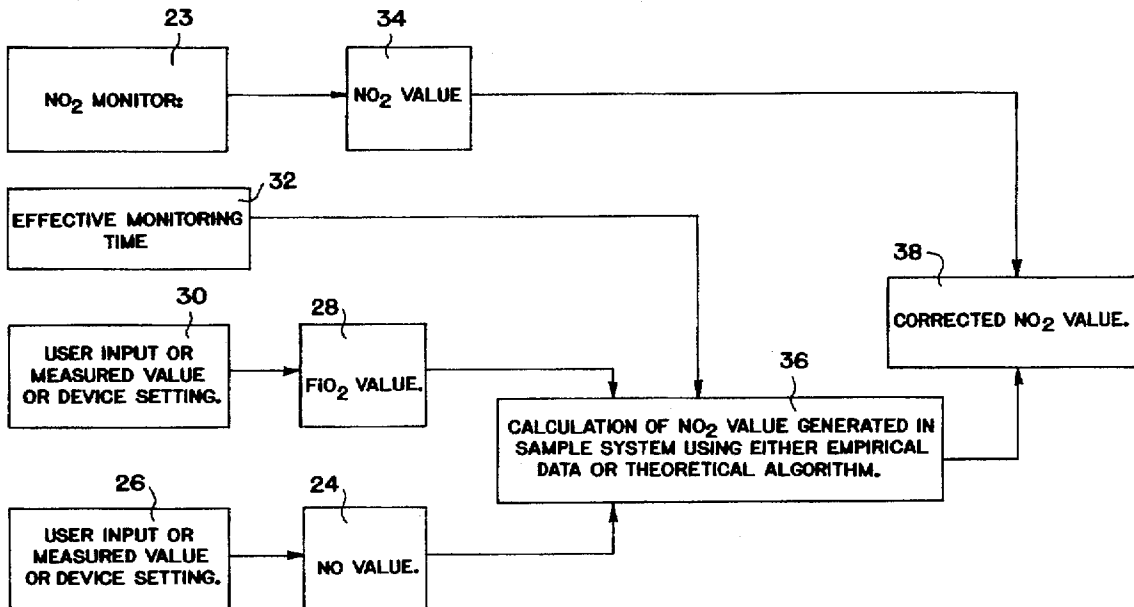 23
NO2 MONITOR:
34
NO2 VALUE
32
EFFECTIVE MONITORING
TIME
30
USER INPUT OR
MEASURED VALUE
OR DEVICE SETTING.
28
FIO2 VALUE.
26
USER INPUT OR
MEASURED VALUE
OR DEVICE SETTING.
24
NO VALUE.
36
CALCULATION OF NO2 VALUE GENERATED IN
SAMPLE SYSTEM USING EITHER EMPIRICAL
DATA OR THEORETICAL ALGORITHM.
38
CORRECTED NO2 VALUE.